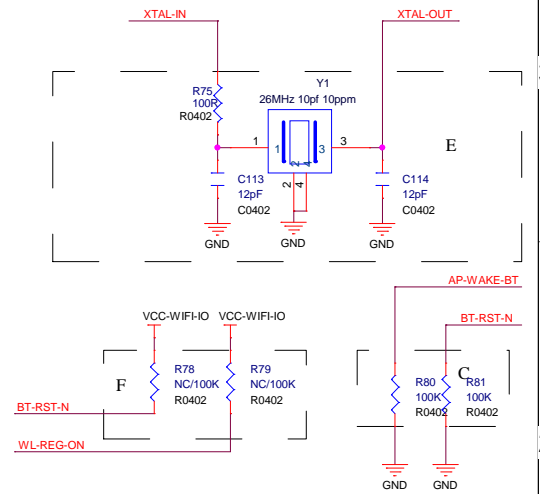 XTAL-IN
XTAL-OUT
R75
100R
R0402
Y1
26MHz 10pf 10ppm
1
1
3
3
2
4
2
4
E
C113
12pF
C0402
C114
12pF
C0402
GND
GND
GND
AP-WAKE-BT
BT-RST-N
VCC-WIFI-IO
VCC-WIFI-IO
F
R78
NC/100K
R0402
R79
NC/100K
R0402
C
R80
100K
R0402
R81
100K
R0402
BT-RST-N
WL-REG-ON
GND
GND